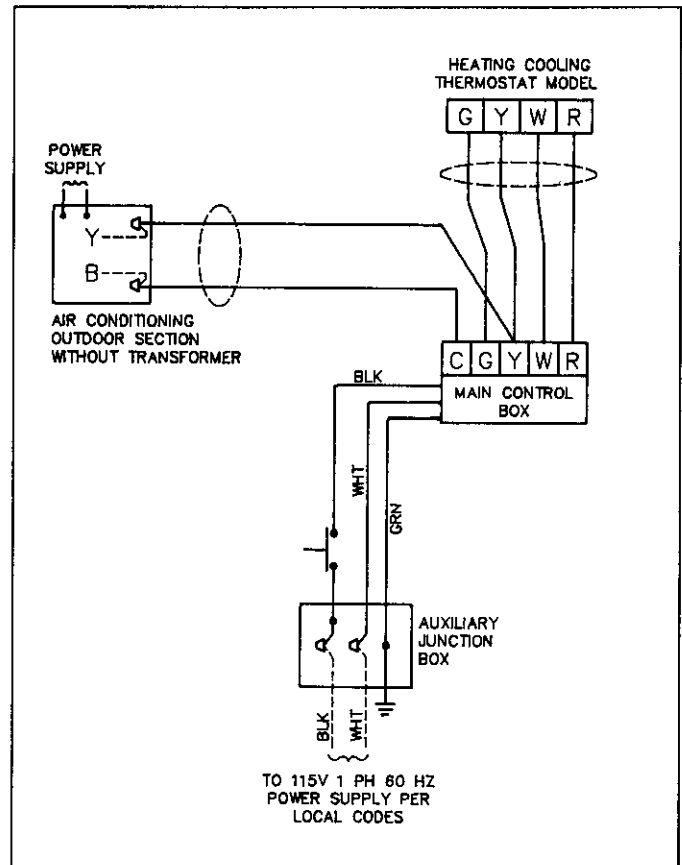 HEATING COOLING
THERMOSTAT MODEL
G Y W R
POWER
SUPPLY
Y
B
AIR CONDITIONING
OUTDOOR SECTION
WITHOUT TRANSFORMER
C G Y W R
MAIN CONTROL
BOX
BLK
WHT
GRN
AUXILIARY
JUNCTION
BOX
BLK
WHT
TO 115V 1 PH 60 HZ
POWER SUPPLY PER
LOCAL CODES